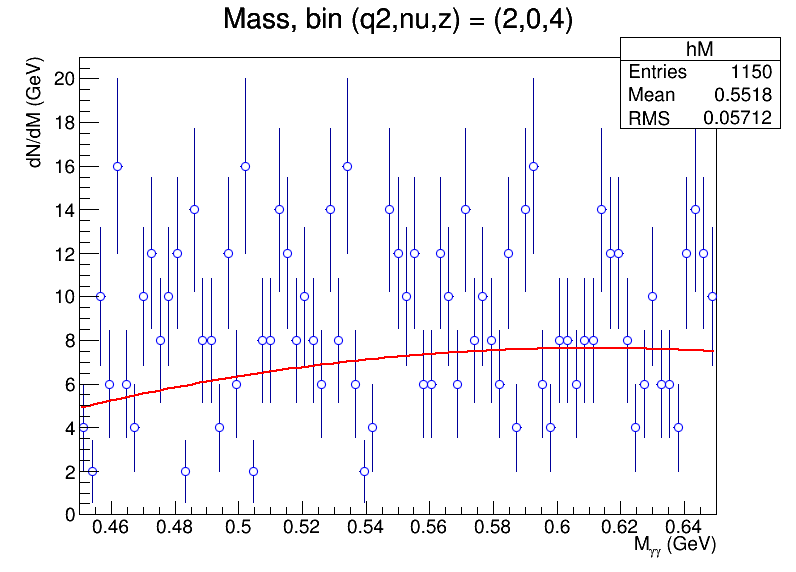 Mass, bin (q2,nu,z) = (2,0,4)
hM
Entries 1150
Mean 0.5518
RMS 0.05712
dN/dM (GeV)
20
18
16
14
12
10
8
6
4
2
0
0.46 0.48 0.5 0.52 0.54 0.56 0.58 0.6 0.62 0.64
Mγγ (GeV)